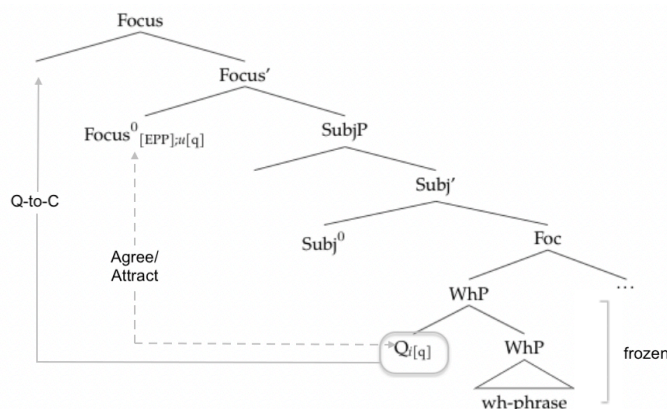 Focus
Focus’
Focus⁰[EPP];u[q]
SubjP
Subj’
Q-to-C
Subj⁰
Foc
Agree/
Attract
WhP
...
Qi[q]
WhP
frozen
wh-phrase